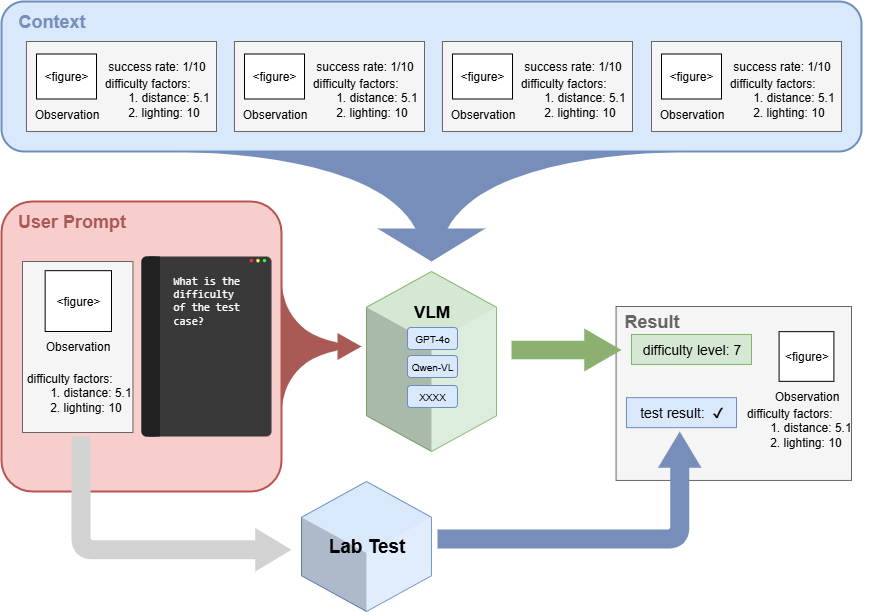 Context
<figure>
Observation
success rate: 1/10
difficulty factors:
1. distance: 5.1
2. lighting: 10
<figure>
Observation
success rate: 1/10
difficulty factors:
1. distance: 5.1
2. lighting: 10
<figure>
Observation
success rate: 1/10
difficulty factors:
1. distance: 5.1
2. lighting: 10
<figure>
Observation
success rate: 1/10
difficulty factors:
1. distance: 5.1
2. lighting: 10
User Prompt
<figure>
Observation
difficulty factors:
1. distance: 5.1
2. lighting: 10
What is the
difficulty
of the test
case?
VLM
GPT-4o
Qwen-VL
XXXX
Result
difficulty level: 7
test result: ✓
<figure>
Observation
difficulty factors:
1. distance: 5.1
2. lighting: 10
Lab Test